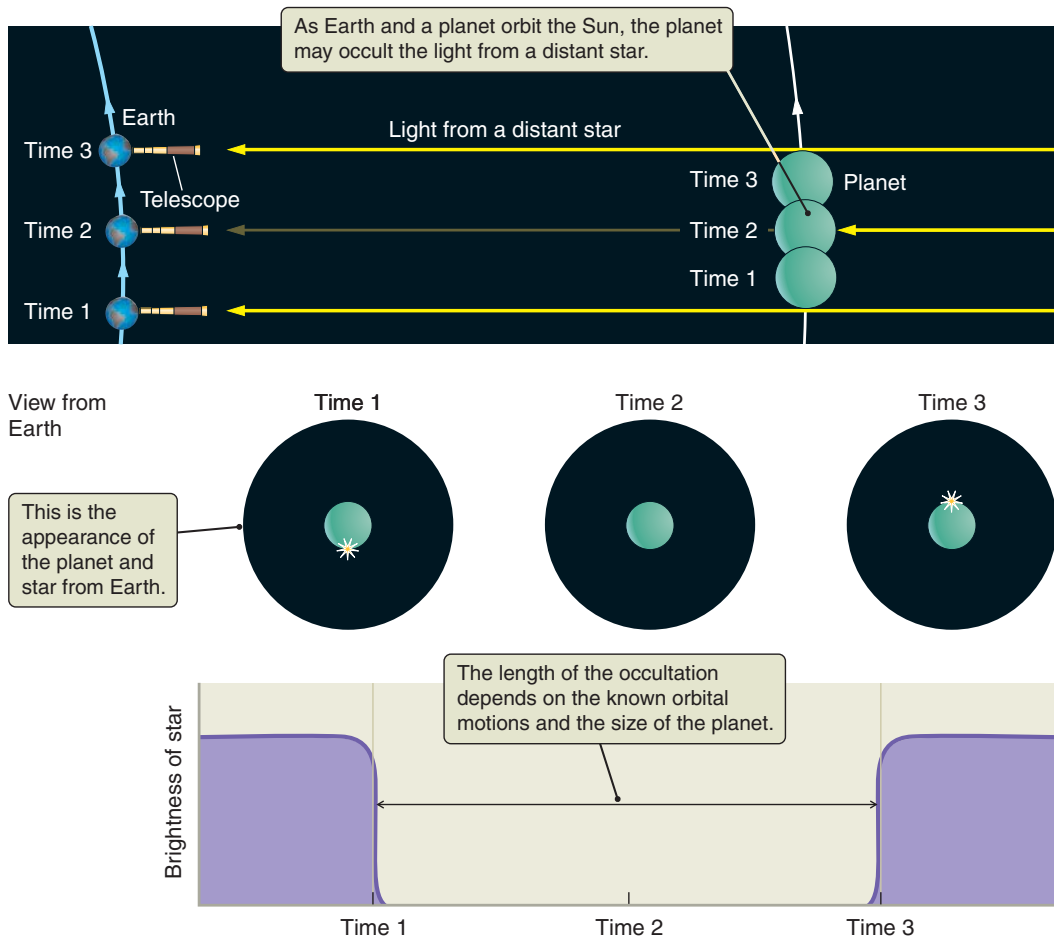 As Earth and a planet orbit the Sun, the planet
may occult the light from a distant star.
Earth
Light from a distant star
Time 3
Telescope
Time 3
Planet
Time 2
Time 2
Time 1
Time 1
View from
Earth
Time 1
Time 2
Time 3
This is the
appearance of
the planet and
star from Earth.
The length of the occultation
depends on the known orbital
motions and the size of the planet.
Brightness of star
Time 1
Time 2
Time 3